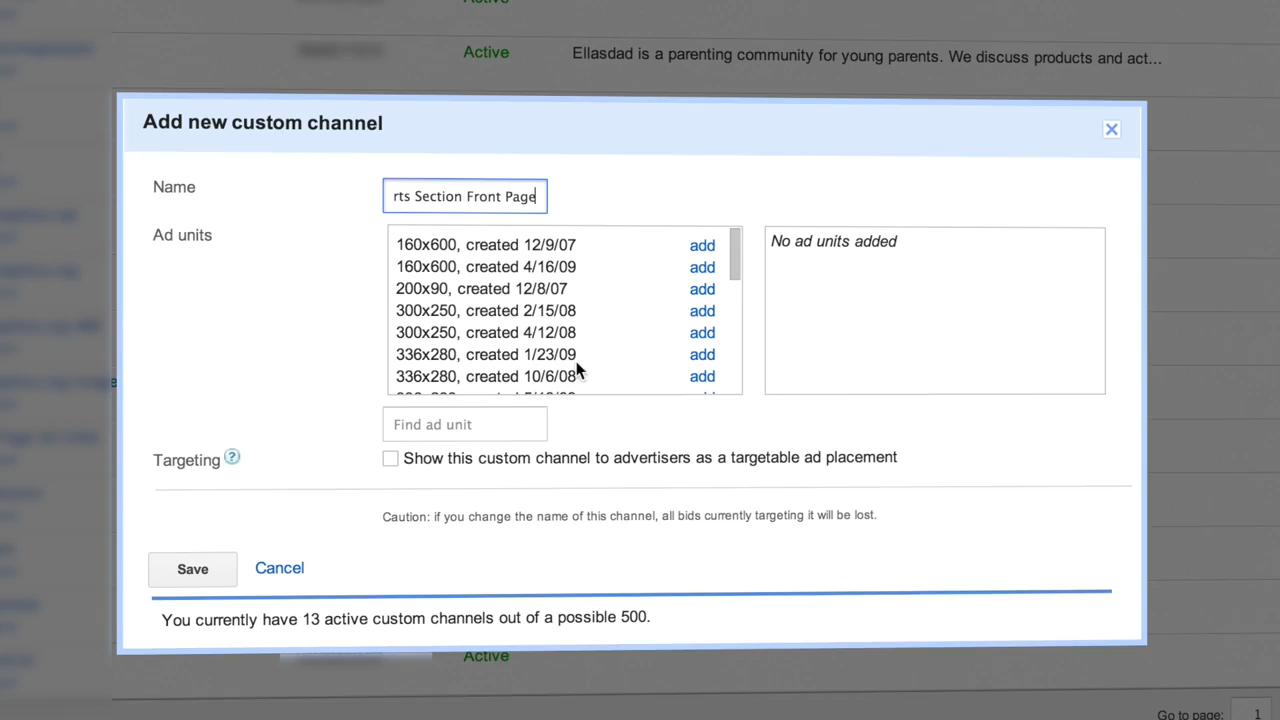 Active
Active
Ellasdad is a parenting community for young parents. We discuss products and act...
Add new custom channel
Name
rts Section Front Page
Ad units
160x600, created 12/9/07 add
160x600, created 4/16/09 add
200x90, created 12/8/07 add
300x250, created 2/15/08 add
300x250, created 4/12/08 add
336x280, created 1/23/09 add
336x280, created 10/6/08 add
No ad units added
Find ad unit
Targeting ?
Show this custom channel to advertisers as a targetable ad placement
Caution: if you change the name of this channel, all bids currently targeting it will be lost.
Save
Cancel
You currently have 13 active custom channels out of a possible 500.
Active
Go to page: 1